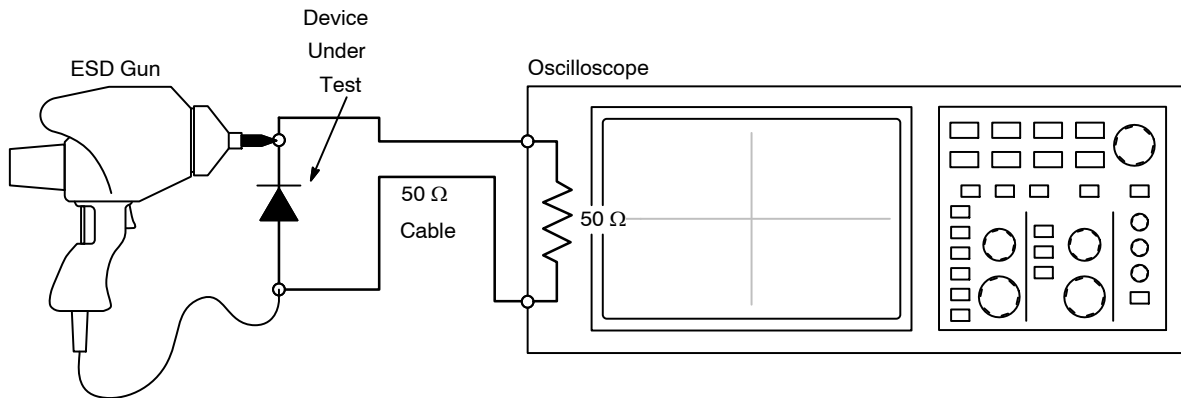 Device
Under
Test
ESD Gun
Oscilloscope
50 Ω
Cable
50 Ω